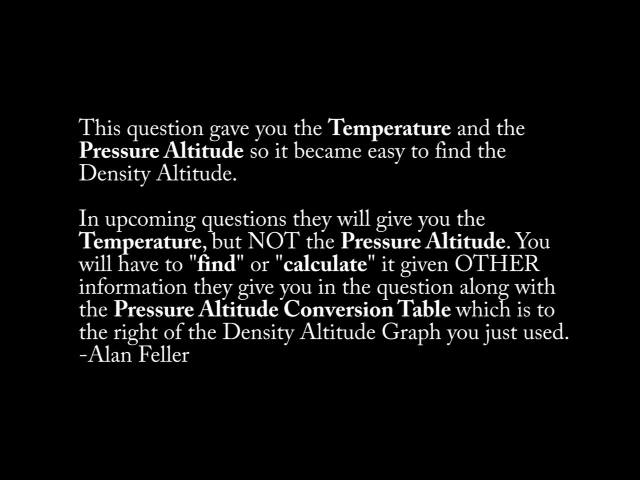 This question gave you the Temperature and the
Pressure Altitude so it became easy to find the
Density Altitude.
In upcoming questions they will give you the
Temperature, but NOT the Pressure Altitude. You
will have to "find" or "calculate" it given OTHER
information they give you in the question along with
the Pressure Altitude Conversion Table which is to
the right of the Density Altitude Graph you just used.
-Alan Feller